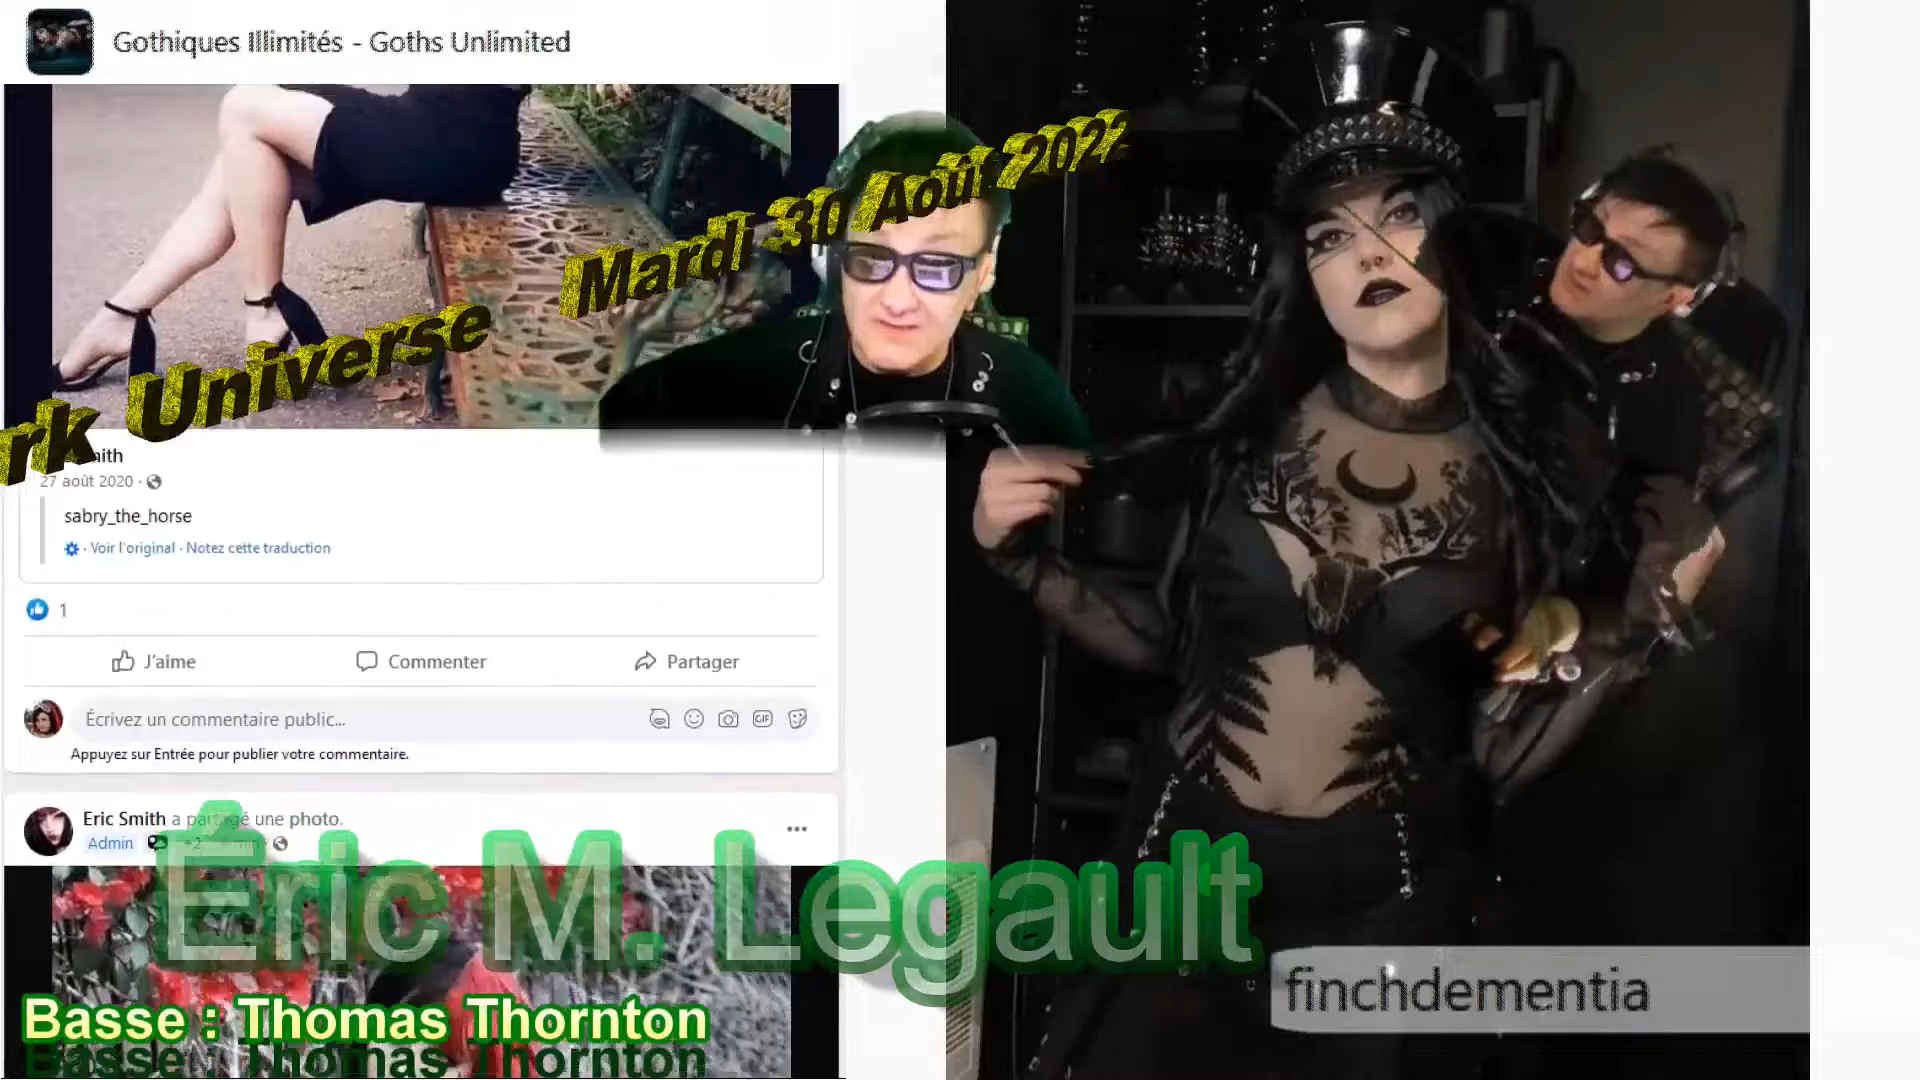 Gothiques Illimités - Goths Unlimited
rk Universe Mardi 30 Août 2022
27 août 2020
sabry_the_horse
Voir l'original · Notez cette traduction
1
J'aime
Commenter
Partager
Écrivez un commentaire public...
GIF
Appuyez sur Entrée pour publier votre commentaire.
Eric Smith a partagé une photo.
Admin
+2
Éric M. Legault
finchdementia
Basse : Thomas Thornton